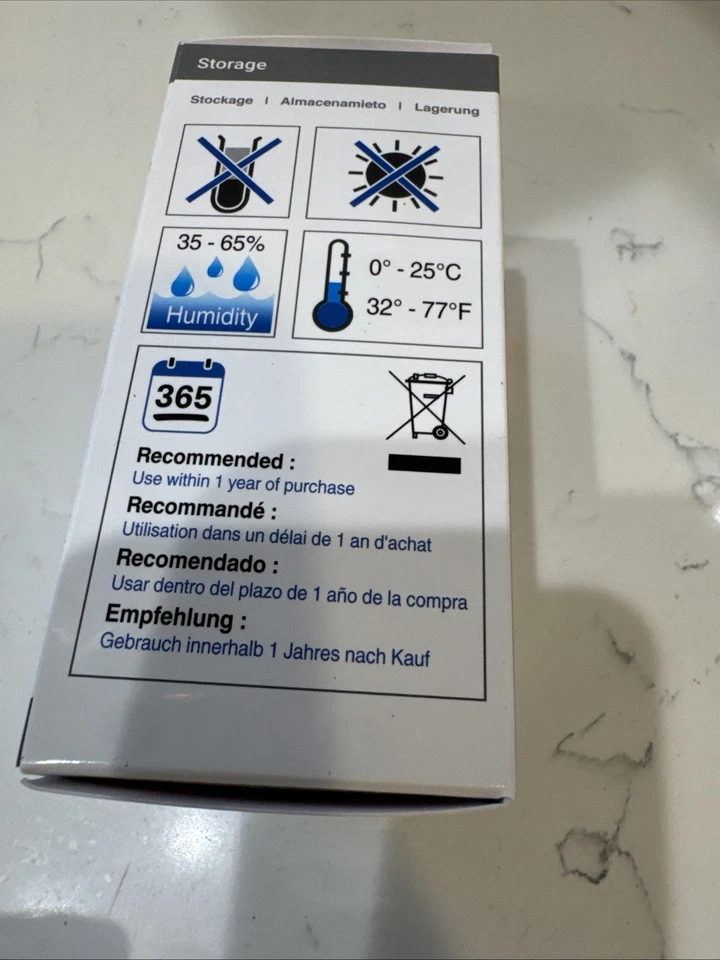 Storage
Stockage | Almacenamieto | Lagerung
35 - 65%
Humidity
0° - 25°C
32° - 77°F
365
Recommended :
Use within 1 year of purchase
Recommandé :
Utilisation dans un délai de 1 an d'achat
Recomendado :
Usar dentro del plazo de 1 año de la compra
Empfehlung :
Gebrauch innerhalb 1 Jahres nach Kauf